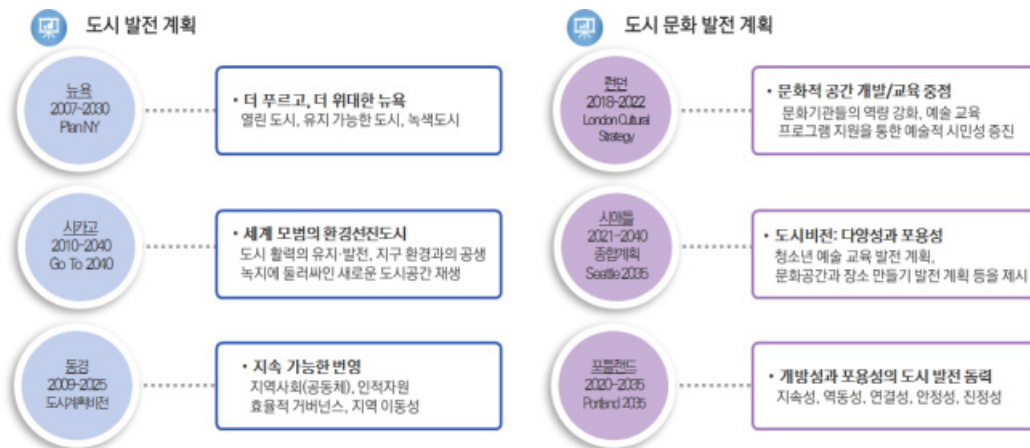 도시 발전 계획
뉴욕
2007-2030
PlanNY
• 더 푸르고, 더 위대한 뉴욕
열린 도시, 유지 가능한 도시, 녹색도시
시카고
2010-2040
Go To 2040
• 세계 모범의 환경선진도시
도시 활력의 유지·발전, 지구 환경과의 공생
녹지에 둘러싸인 새로운 도시공간 재생
동경
2009-2025
도시계획비전
• 지속 가능한 번영
지역사회(공동체), 인적자원
효율적 거버넌스, 지역 이동성
도시 문화 발전 계획
런던
2018-2022
London Cultural
Strategy
• 문화적 공간 개발/교육 중점
문화기관들의 역량 강화, 예술 교육
프로그램 지원을 통한 예술적 시민성 증진
시애틀
2021-2040
종합계획
Seattle 2035
• 도시비전: 다양성과 포용성
청소년 예술 교육 발전 계획,
문화공간과 장소 만들기 발전 계획 등을 제시
포틀랜드
2020-2035
Portland 2035
• 개방성과 포용성의 도시 발전 동력
지속성, 역동성, 연결성, 안정성, 진정성